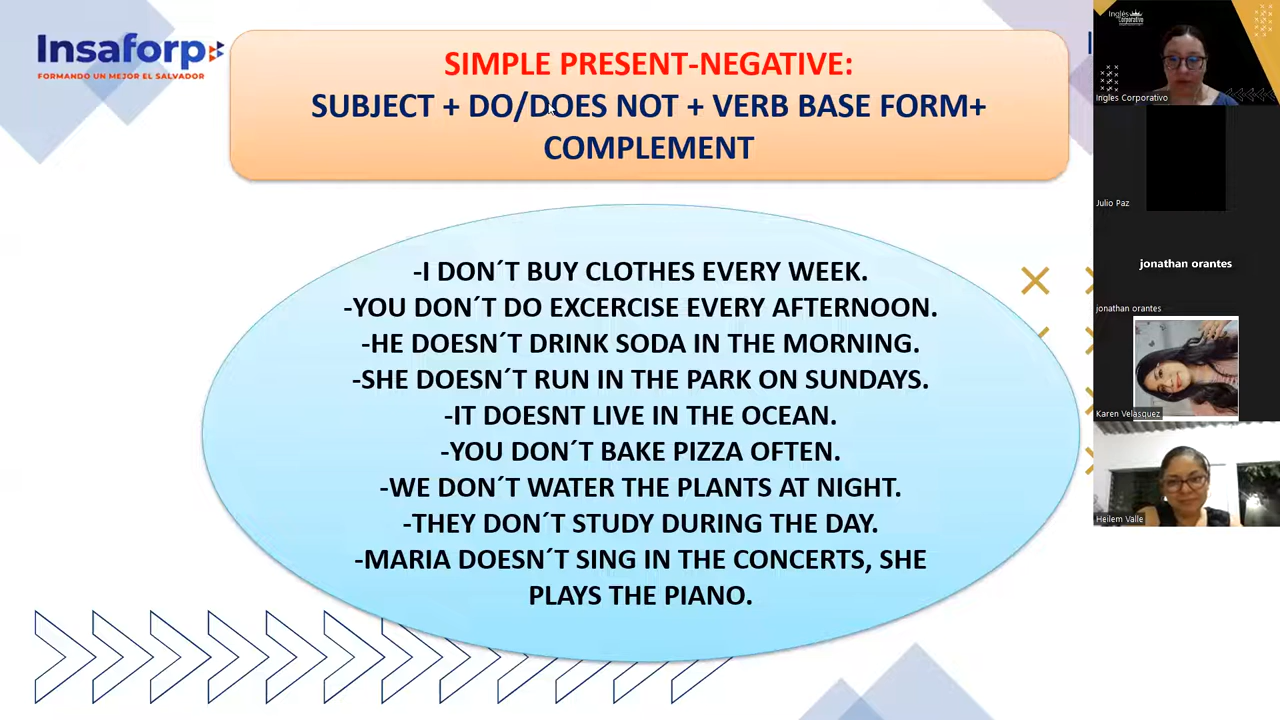 Insaforp
FORMANDO UN MEJOR EL SALVADOR
SIMPLE PRESENT-NEGATIVE:
SUBJECT + DO/DOES NOT + VERB BASE FORM+
COMPLEMENT
-I DON´T BUY CLOTHES EVERY WEEK.
-YOU DON´T DO EXCERCISE EVERY AFTERNOON.
-HE DOESN´T DRINK SODA IN THE MORNING.
-SHE DOESN´T RUN IN THE PARK ON SUNDAYS.
-IT DOESNT LIVE IN THE OCEAN.
-YOU DON´T BAKE PIZZA OFTEN.
-WE DON´T WATER THE PLANTS AT NIGHT.
-THEY DON´T STUDY DURING THE DAY.
-MARIA DOESN´T SING IN THE CONCERTS, SHE
PLAYS THE PIANO.
Inglés
Corporativo
Ingles Corporativo
Julio Paz
jonathan orantes
jonathan orantes
Karen Velasquez
Heilem Valle